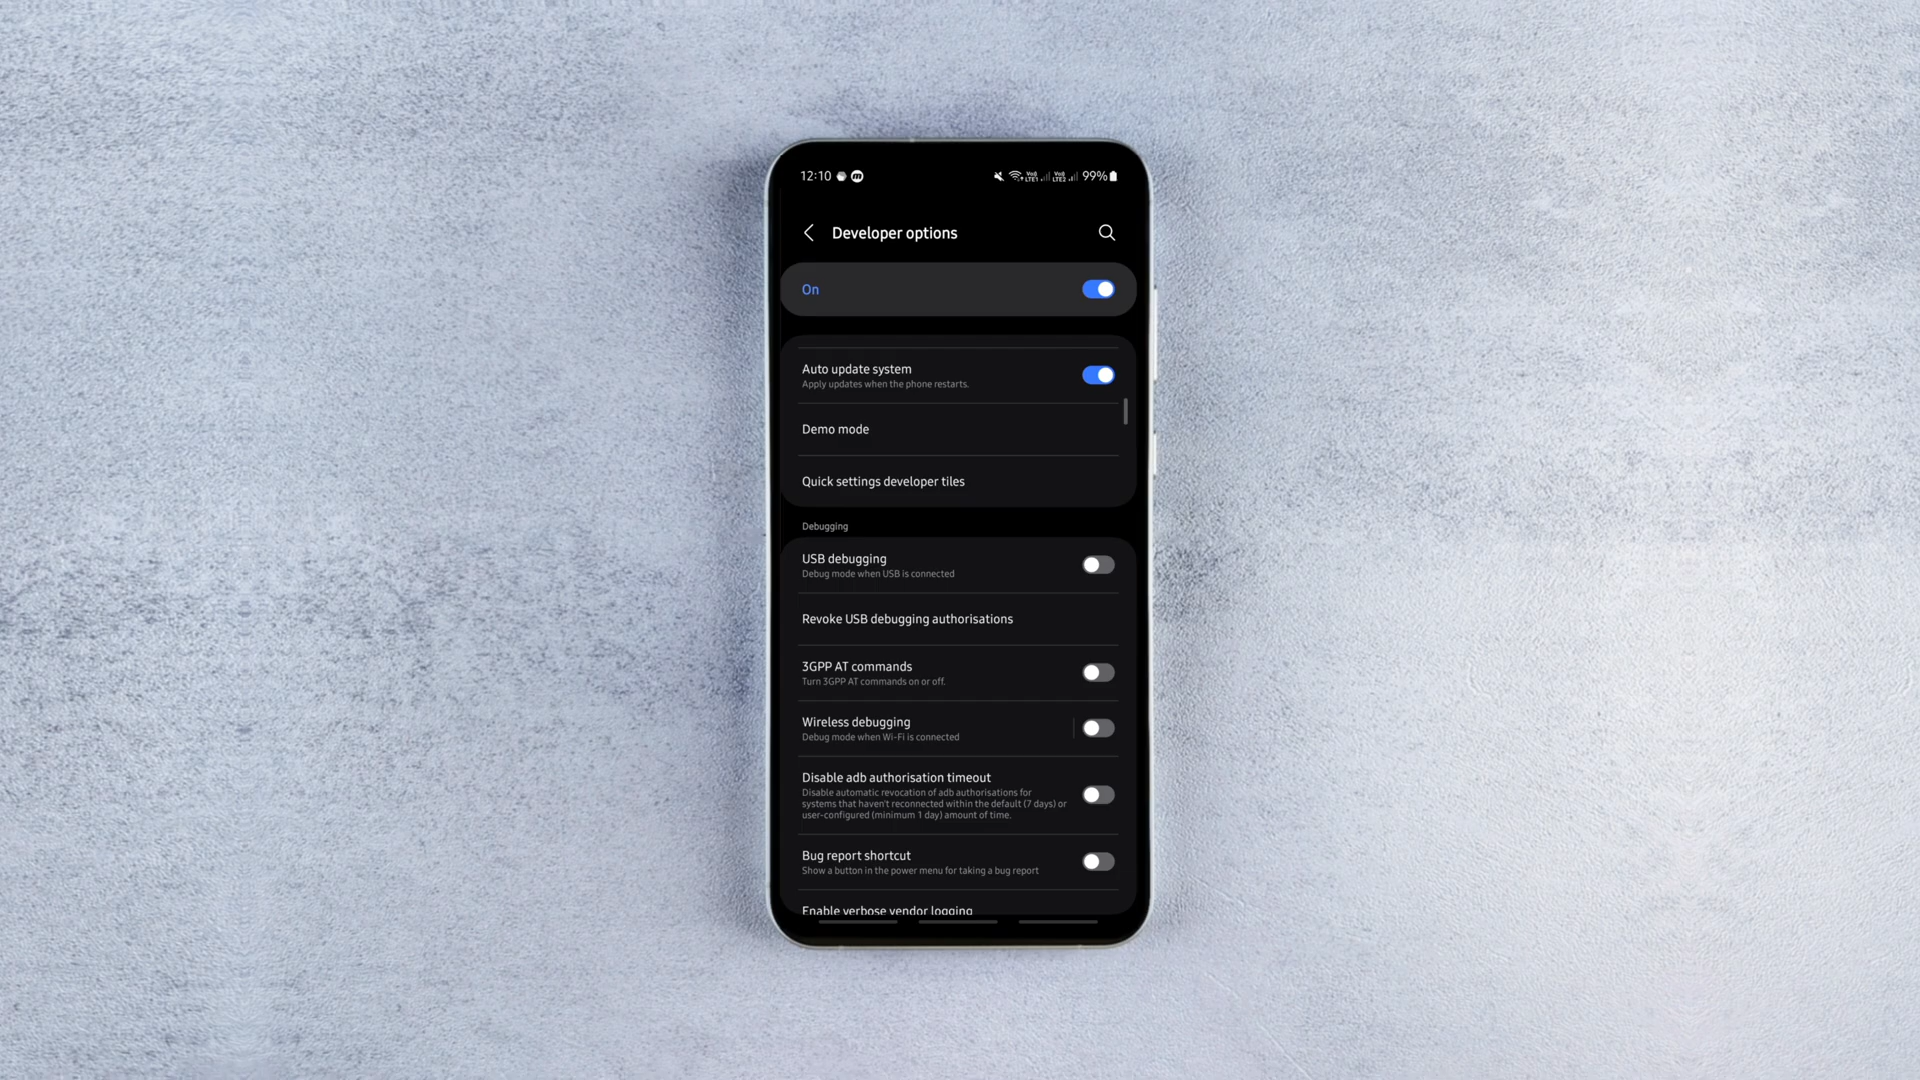 12:10 99%
Developer options
On
Auto update system
Apply updates when the phone restarts.
Demo mode
Quick settings developer tiles
Debugging
USB debugging
Debug mode when USB is connected
Revoke USB debugging authorisations
3GPP AT commands
Turn 3GPP AT commands on or off.
Wireless debugging
Debug mode when Wi-Fi is connected
Disable adb authorisation timeout
Disable automatic revocation of adb authorisations for
systems that haven't reconnected within the default (7 days) or
user-configured (minimum 1 day) amount of time.
Bug report shortcut
Show a button in the power menu for taking a bug report
Enable verbose vendor logging